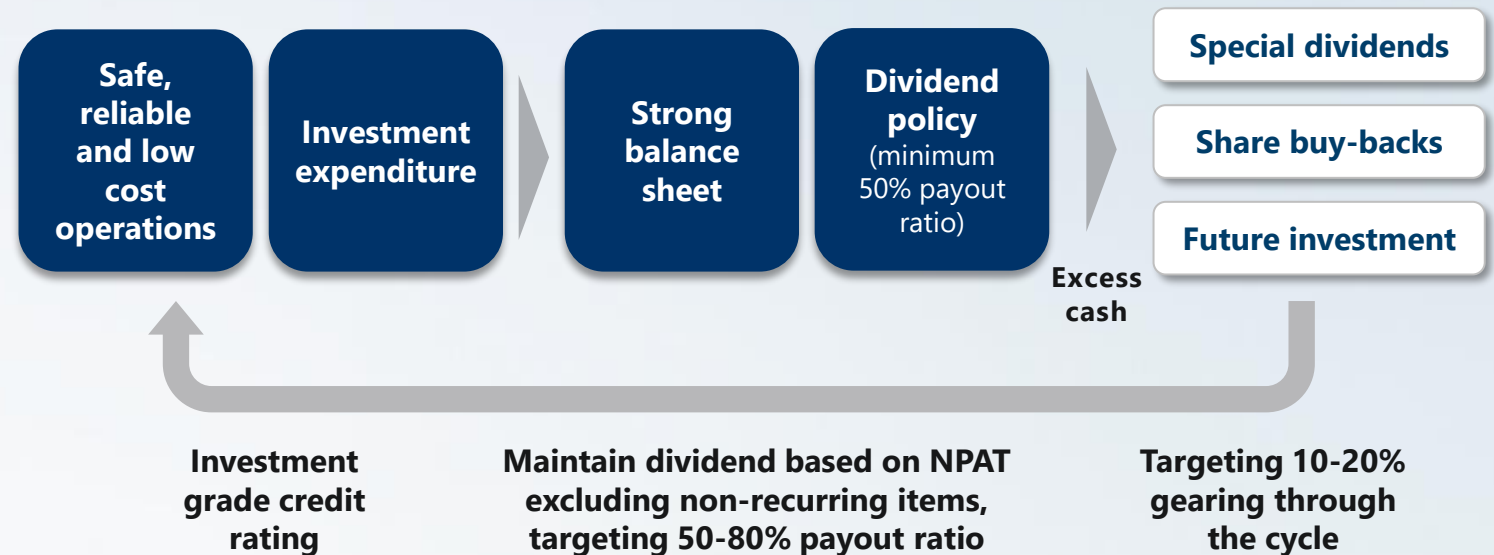 Safe,
reliable
and low
cost
operations
Investment
expenditure
Strong
balance
sheet
Dividend
policy
(minimum
50% payout
ratio)
Excess
cash
Special dividends
Share buy-backs
Future investment
Investment
grade credit
rating
Maintain dividend based on NPAT
excluding non-recurring items,
targeting 50-80% payout ratio
Targeting 10-20%
gearing through
the cycle